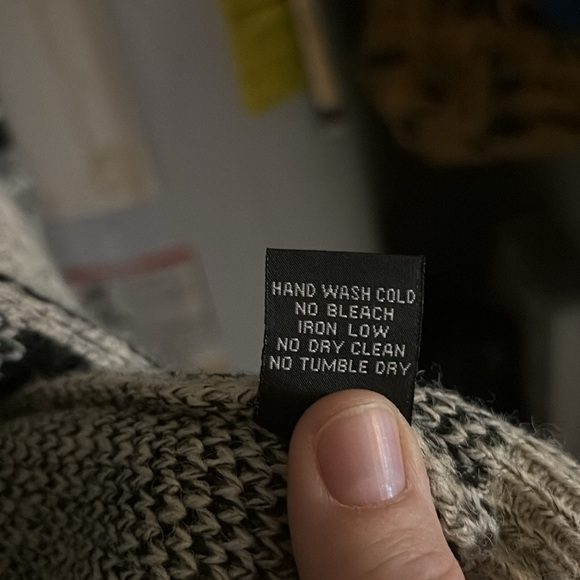 HAND WASH COLD
NO BLEACH
IRON LOW
NO DRY CLEAN
NO TUMBLE DRY